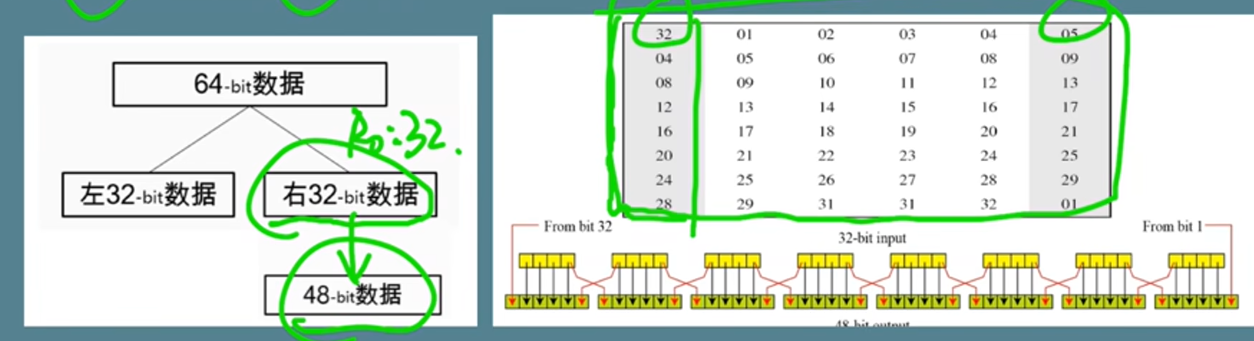 64-bit数据
R₀:32.
左32-bit数据 右32-bit数据
48-bit数据
32 01 02 03 04 05
04 05 06 07 08 09
08 09 10 11 12 13
12 13 14 15 16 17
16 17 18 19 20 21
20 21 22 23 24 25
24 25 26 27 28 29
28 29 31 31 32 01
From bit 32
32-bit input
From bit 1
48-bit output